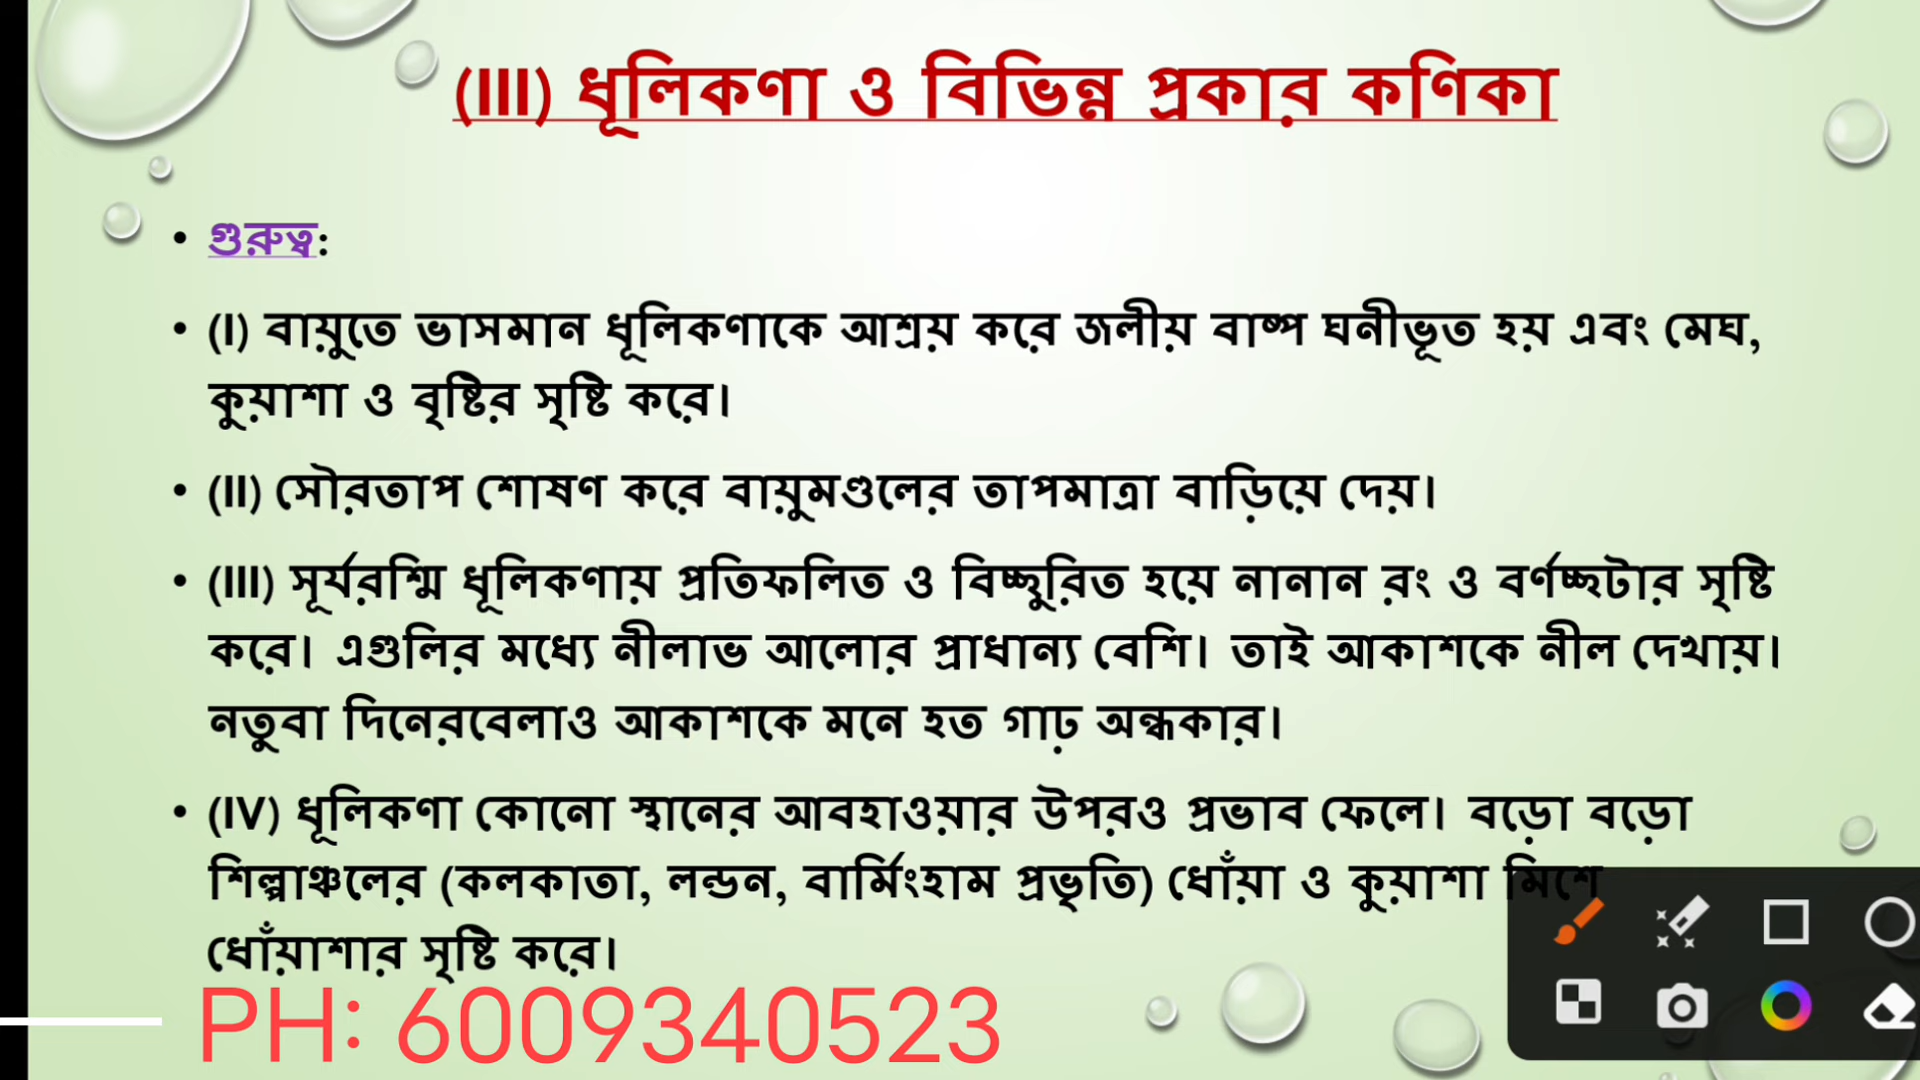 (III) ধূলিকণা ও বিভিন্ন প্রকার কণিকা
• গুরুত্ব:
• (I) বায়ুতে ভাসমান ধূলিকণাকে আশ্রয় করে জলীয় বাষ্প ঘনীভূত হয় এবং মেঘ,
কুয়াশা ও বৃষ্টির সৃষ্টি করে।
• (II) সৌরতাপ শোষণ করে বায়ুমণ্ডলের তাপমাত্রা বাড়িয়ে দেয়।
• (III) সূর্যরশ্মি ধূলিকণায় প্রতিফলিত ও বিচ্ছুরিত হয়ে নানান রং ও বর্ণচ্ছটার সৃষ্টি
করে। এগুলির মধ্যে নীলাভ আলোর প্রাধান্য বেশি। তাই আকাশকে নীল দেখায়।
নতুবা দিনেরবেলাও আকাশকে মনে হত গাঢ় অন্ধকার।
• (IV) ধূলিকণা কোনো স্থানের আবহাওয়ার উপরও প্রভাব ফেলে। বড়ো বড়ো
শিল্পাঞ্চলের (কলকাতা, লন্ডন, বার্মিংহাম প্রভৃতি) ধোঁয়া ও কুয়াশা মিশে
ধোঁয়াশার সৃষ্টি করে।
PH: 6009340523